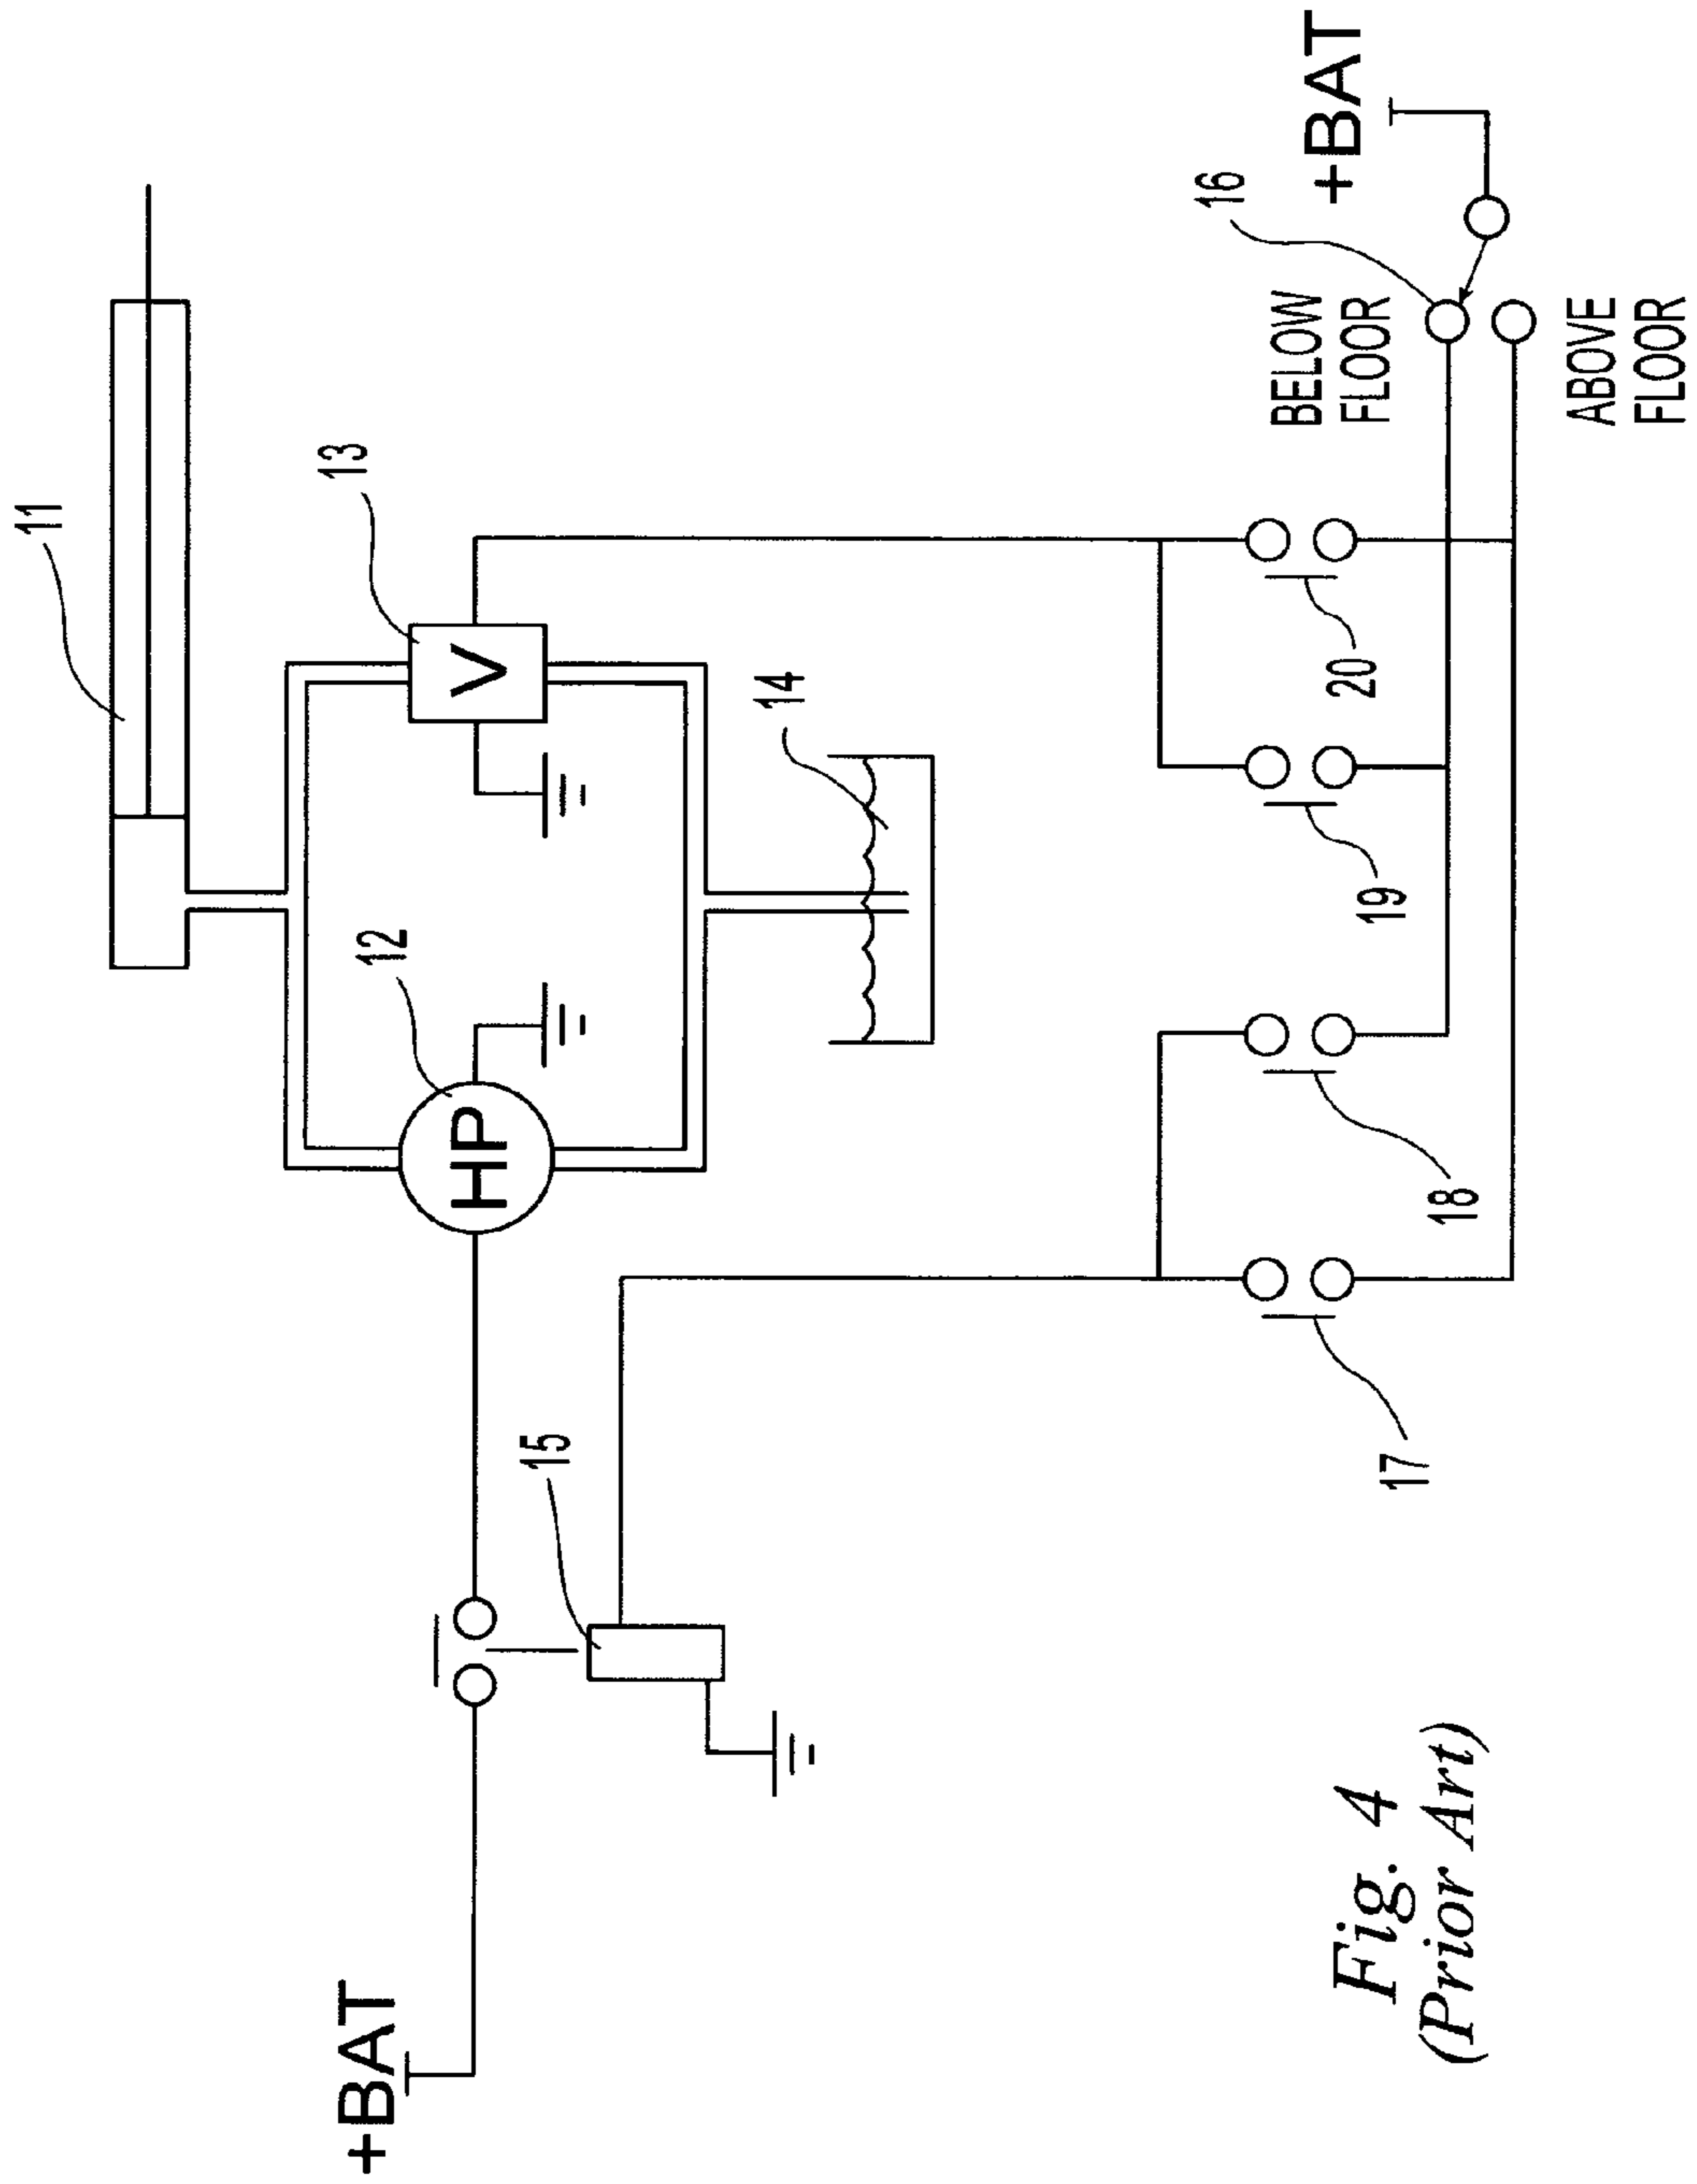 11
13
12
HP
V
14
15
+BAT
+BAT
16
BELOW
FLOOR
ABOVE
FLOOR
17
18
19
20
Fig. 4
(Prior Art)